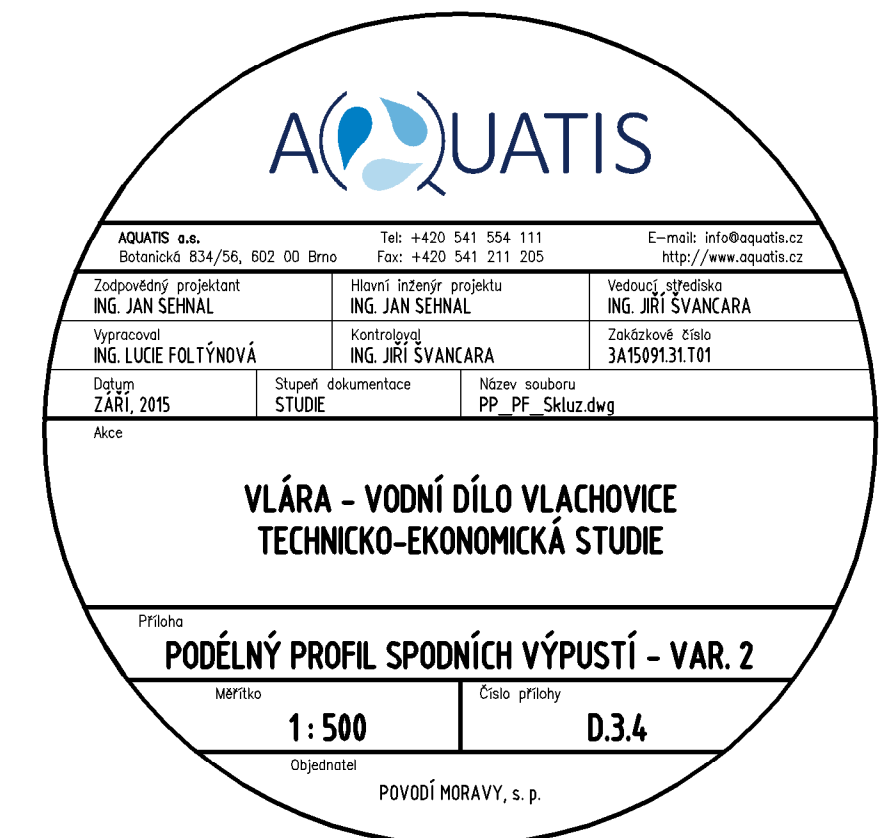 AQUATIS
AQUATIS a.s. Tel: +420 541 554 111 E-mail: info@aquatis.cz
Botanická 834/56, 602 00 Brno Fax: +420 541 211 205 http://www.aquatis.cz
Zodpovědný projektant Hlavní inženýr projektu Vedoucí střediska
ING. JAN SEHNAL ING. JAN SEHNAL ING. JIŘÍ ŠVANCARA
Vypracoval Kontroloval Zakázkové číslo
ING. LUCIE FOLTÝNOVÁ ING. JIŘÍ ŠVANCARA 3A15091.31.T01
Datum Stupeň dokumentace Název souboru
ZÁŘÍ, 2015 STUDIE PP_PF_Skluz.dwg
Akce
VLÁRA - VODNÍ DÍLO VLACHOVICE
TECHNICKO-EKONOMICKÁ STUDIE
Příloha
PODÉLNÝ PROFIL SPODNÍCH VÝPUSTÍ - VAR. 2
Měřítko Číslo přílohy
1 : 500 D.3.4
Objednatel
POVODÍ MORAVY, s. p.